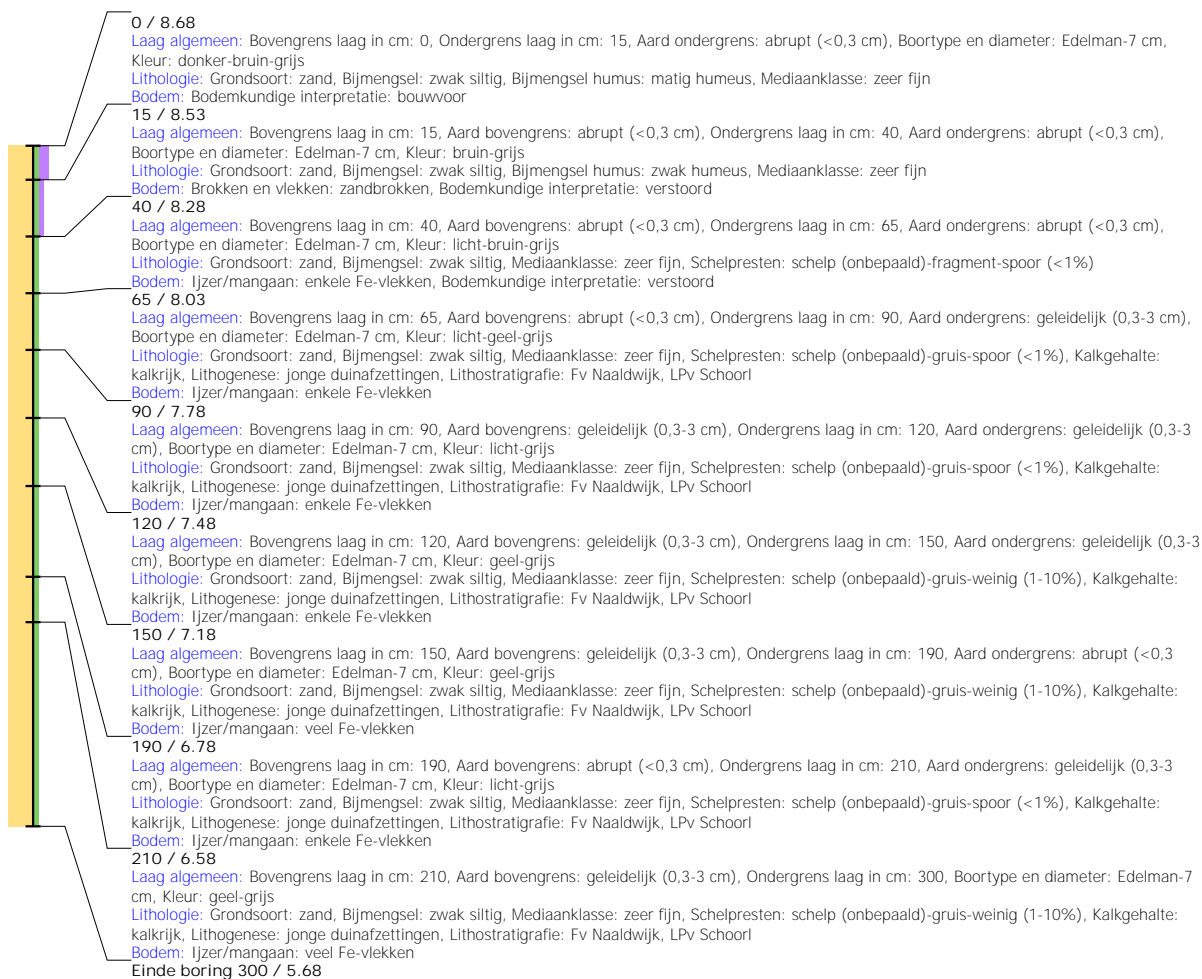 0 / 8.68
Laag algemeen: Bovengrens laag in cm: 0, Ondergrens laag in cm: 15, Aard ondergrens: abrupt (<0,3 cm), Boortype en diameter: Edelman-7 cm,
Kleur: donker-bruin-grijs
Lithologie: Grondsoort: zand, Bijmengsel: zwak siltig, Bijmengsel humus: matig humeus, Mediaanklasse: zeer fijn
Bodem: Bodemkundige interpretatie: bouwvoor
15 / 8.53
Laag algemeen: Bovengrens laag in cm: 15, Aard bovengrens: abrupt (<0,3 cm), Ondergrens laag in cm: 40, Aard ondergrens: abrupt (<0,3 cm),
Boortype en diameter: Edelman-7 cm, Kleur: bruin-grijs
Lithologie: Grondsoort: zand, Bijmengsel: zwak siltig, Bijmengsel humus: zwak humeus, Mediaanklasse: zeer fijn
Bodem: Brokken en vlekken: zandbrokken, Bodemkundige interpretatie: verstoord
40 / 8.28
Laag algemeen: Bovengrens laag in cm: 40, Aard bovengrens: abrupt (<0,3 cm), Ondergrens laag in cm: 65, Aard ondergrens: abrupt (<0,3 cm),
Boortype en diameter: Edelman-7 cm, Kleur: licht-bruin-grijs
Lithologie: Grondsoort: zand, Bijmengsel: zwak siltig, Mediaanklasse: zeer fijn, Schelpresten: schelp (onbepaald)-fragment-spoor (<1%)
Bodem: Ijzer/mangaan: enkele Fe-vlekken, Bodemkundige interpretatie: verstoord
65 / 8.03
Laag algemeen: Bovengrens laag in cm: 65, Aard bovengrens: abrupt (<0,3 cm), Ondergrens laag in cm: 90, Aard ondergrens: geleidelijk (0,3-3 cm),
Boortype en diameter: Edelman-7 cm, Kleur: licht-geel-grijs
Lithologie: Grondsoort: zand, Bijmengsel: zwak siltig, Mediaanklasse: zeer fijn, Schelpresten: schelp (onbepaald)-gruis-spoor (<1%), Kalkgehalte:
kalkrijk, Lithogenese: jonge duinafzettingen, Lithostratigrafie: Fv Naaldwijk, LPv Schoorl
Bodem: Ijzer/mangaan: enkele Fe-vlekken
90 / 7.78
Laag algemeen: Bovengrens laag in cm: 90, Aard bovengrens: geleidelijk (0,3-3 cm), Ondergrens laag in cm: 120, Aard ondergrens: geleidelijk (0,3-3
cm), Boortype en diameter: Edelman-7 cm, Kleur: licht-grijs
Lithologie: Grondsoort: zand, Bijmengsel: zwak siltig, Mediaanklasse: zeer fijn, Schelpresten: schelp (onbepaald)-gruis-spoor (<1%), Kalkgehalte:
kalkrijk, Lithogenese: jonge duinafzettingen, Lithostratigrafie: Fv Naaldwijk, LPv Schoorl
Bodem: Ijzer/mangaan: enkele Fe-vlekken
120 / 7.48
Laag algemeen: Bovengrens laag in cm: 120, Aard bovengrens: geleidelijk (0,3-3 cm), Ondergrens laag in cm: 150, Aard ondergrens: geleidelijk (0,3-3
cm), Boortype en diameter: Edelman-7 cm, Kleur: geel-grijs
Lithologie: Grondsoort: zand, Bijmengsel: zwak siltig, Mediaanklasse: zeer fijn, Schelpresten: schelp (onbepaald)-gruis-weinig (1-10%), Kalkgehalte:
kalkrijk, Lithogenese: jonge duinafzettingen, Lithostratigrafie: Fv Naaldwijk, LPv Schoorl
Bodem: Ijzer/mangaan: enkele Fe-vlekken
150 / 7.18
Laag algemeen: Bovengrens laag in cm: 150, Aard bovengrens: geleidelijk (0,3-3 cm), Ondergrens laag in cm: 190, Aard ondergrens: abrupt (<0,3
cm), Boortype en diameter: Edelman-7 cm, Kleur: geel-grijs
Lithologie: Grondsoort: zand, Bijmengsel: zwak siltig, Mediaanklasse: zeer fijn, Schelpresten: schelp (onbepaald)-gruis-weinig (1-10%), Kalkgehalte:
kalkrijk, Lithogenese: jonge duinafzettingen, Lithostratigrafie: Fv Naaldwijk, LPv Schoorl
Bodem: Ijzer/mangaan: veel Fe-vlekken
190 / 6.78
Laag algemeen: Bovengrens laag in cm: 190, Aard bovengrens: abrupt (<0,3 cm), Ondergrens laag in cm: 210, Aard ondergrens: geleidelijk (0,3-3
cm), Boortype en diameter: Edelman-7 cm, Kleur: licht-grijs
Lithologie: Grondsoort: zand, Bijmengsel: zwak siltig, Mediaanklasse: zeer fijn, Schelpresten: schelp (onbepaald)-gruis-spoor (<1%), Kalkgehalte:
kalkrijk, Lithogenese: jonge duinafzettingen, Lithostratigrafie: Fv Naaldwijk, LPv Schoorl
Bodem: Ijzer/mangaan: enkele Fe-vlekken
210 / 6.58
Laag algemeen: Bovengrens laag in cm: 210, Aard bovengrens: geleidelijk (0,3-3 cm), Ondergrens laag in cm: 300, Boortype en diameter: Edelman-7
cm, Kleur: geel-grijs
Lithologie: Grondsoort: zand, Bijmengsel: zwak siltig, Mediaanklasse: zeer fijn, Schelpresten: schelp (onbepaald)-gruis-weinig (1-10%), Kalkgehalte:
kalkrijk, Lithogenese: jonge duinafzettingen, Lithostratigrafie: Fv Naaldwijk, LPv Schoorl
Bodem: Ijzer/mangaan: veel Fe-vlekken
Einde boring 300 / 5.68